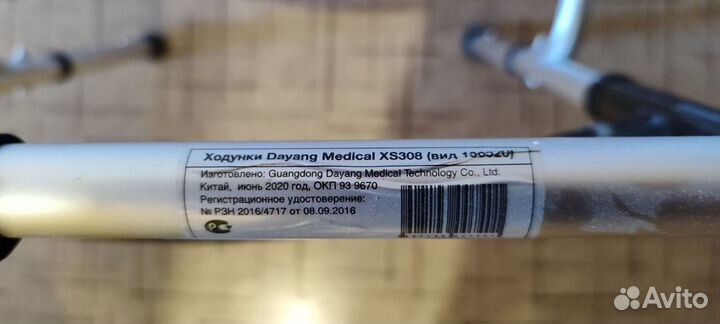 Ходунки Dayang Medical XS308 (вид
Изготовлено: Guangdong Dayang Medical Technology Co., Ltd.
Китай, июнь 2020 год, ОКП 93 9670
Регистрационное удостоверение:
№ РЗН 2016/4717 от 08.09.2016
Avito